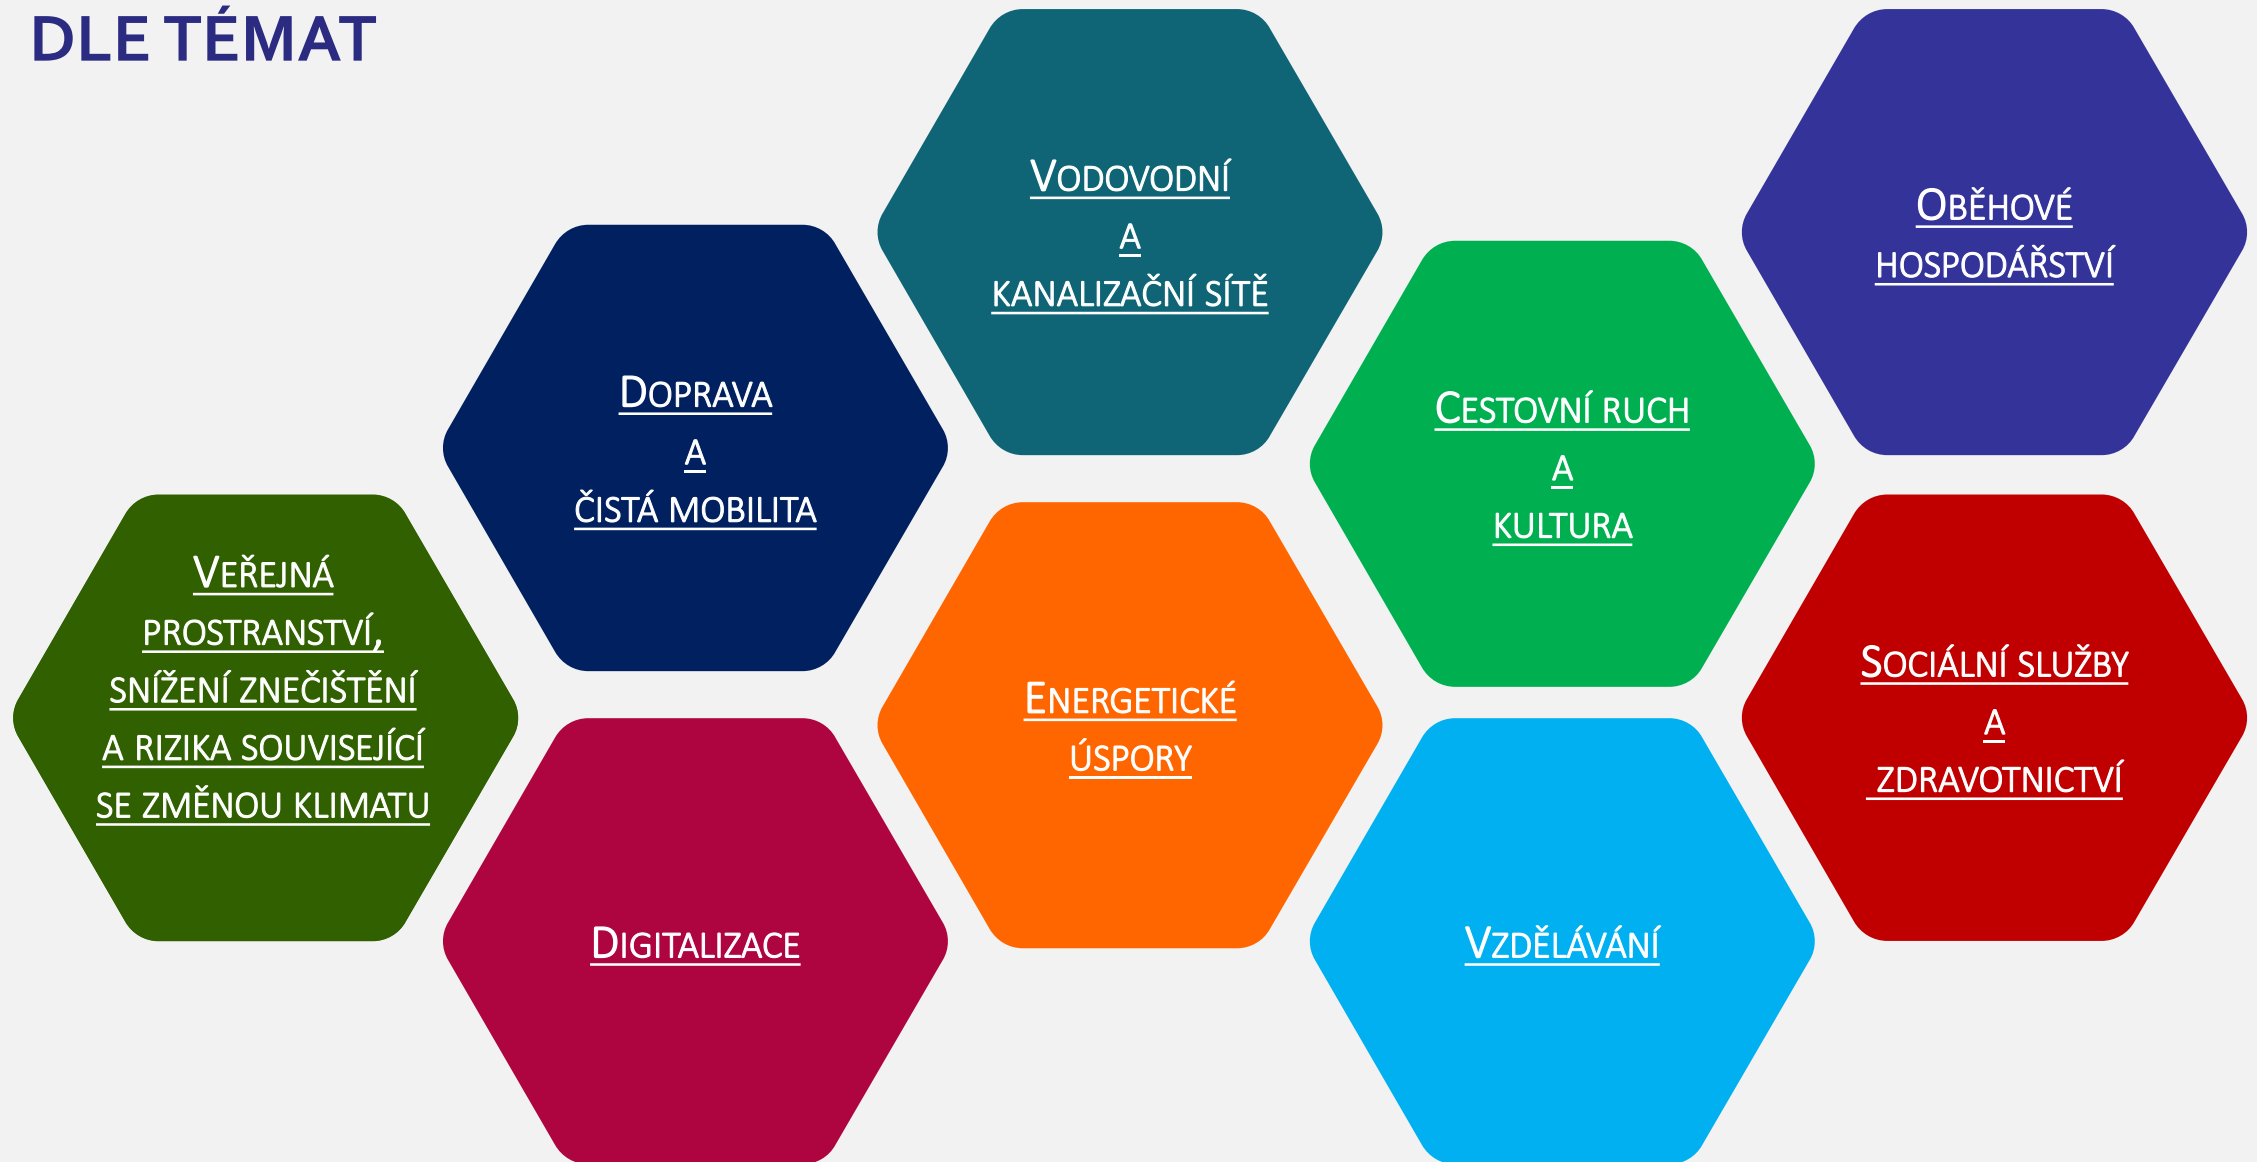 DLE TÉMAT
Vodovodní
a
kanalizační sítě
Oběhové
hospodářství
Doprava
a
čistá mobilita
Cestovní ruch
a
kultura
Veřejná
prostranství,
snížení znečištění
a rizika související
se změnou klimatu
Energetické
úspory
Sociální služby
a
zdravotnictví
Digitalizace
Vzdělávání